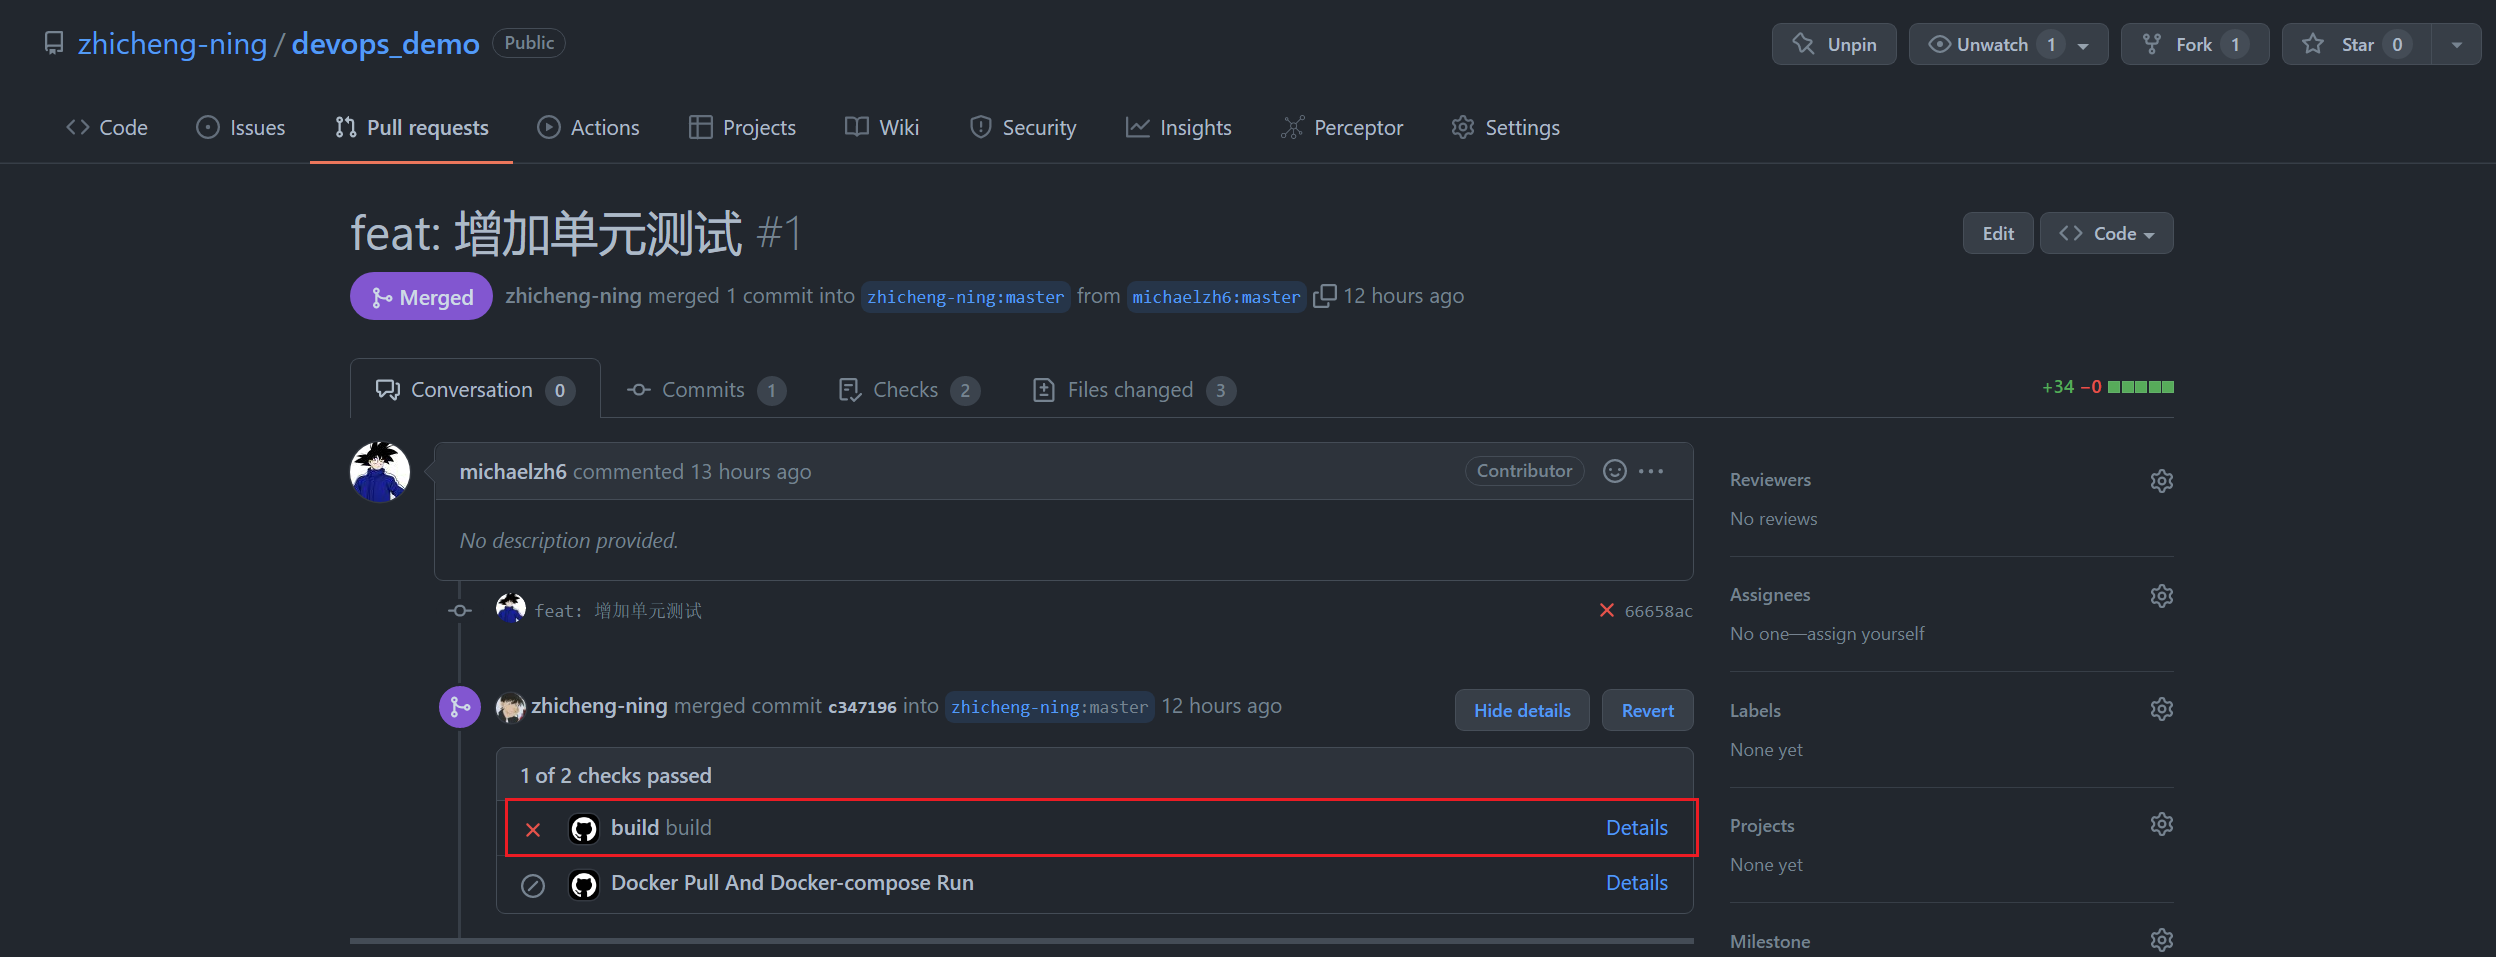 zhicheng-ning / devops_demo Public
Unpin Unwatch 1 Fork 1 Star 0
Code Issues Pull requests Actions Projects Wiki Security Insights Perceptor Settings
feat: 增加单元测试 #1
Edit Code
Merged zhicheng-ning merged 1 commit into zhicheng-ning:master from michaelzh6:master 12 hours ago
Conversation 0 Commits 1 Checks 2 Files changed 3
+34 −0
michaelzh6 commented 13 hours ago
Contributor
No description provided.
feat: 增加单元测试
66658ac
zhicheng-ning merged commit c347196 into zhicheng-ning:master 12 hours ago
Hide details Revert
1 of 2 checks passed
build build Details
Docker Pull And Docker-compose Run Details
Reviewers
No reviews
Assignees
No one—assign yourself
Labels
None yet
Projects
None yet
Milestone